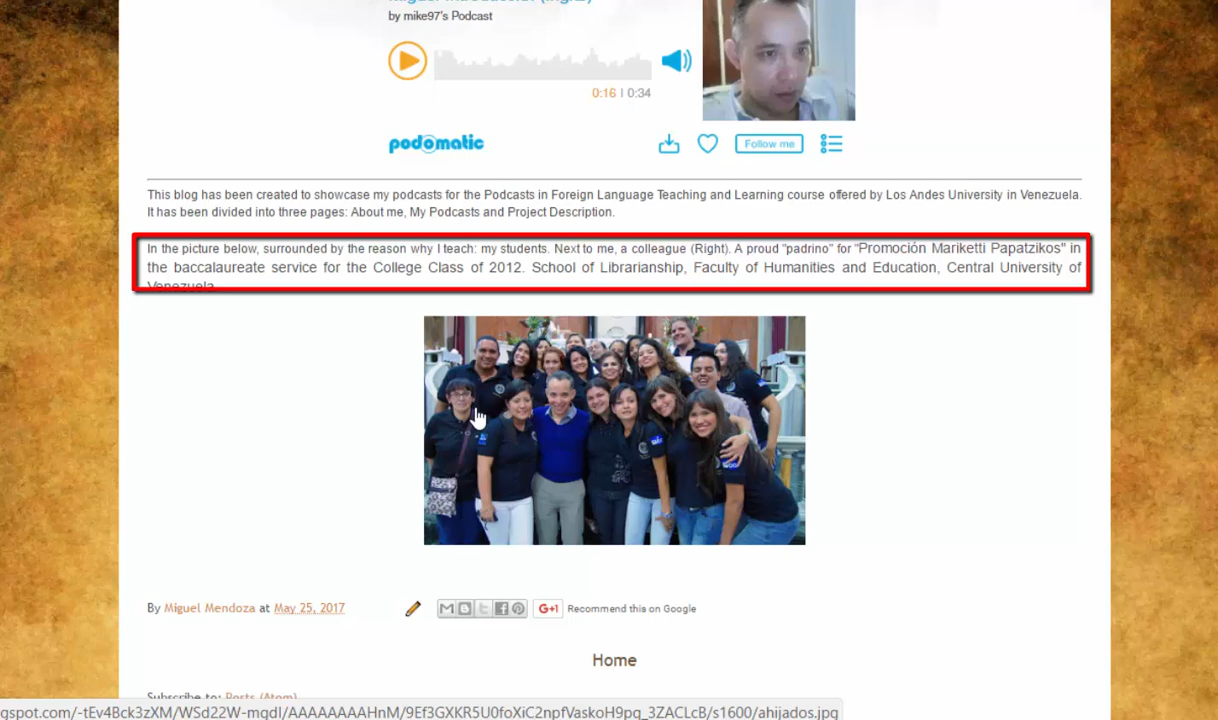 by mike97's Podcast
0:16 | 0:34
podomatic
Follow me
This blog has been created to showcase my podcasts for the Podcasts in Foreign Language Teaching and Learning course offered by Los Andes University in Venezuela.
It has been divided into three pages: About me, My Podcasts and Project Description.
In the picture below, surrounded by the reason why I teach: my students. Next to me, a colleague (Right). A proud "padrino" for "Promoción Mariketti Papatzikos" in
the baccalaureate service for the College Class of 2012. School of Librarianship, Faculty of Humanities and Education, Central University of
Venezuela.
By Miguel Mendoza at May 25, 2017
G+1 Recommend this on Google
Home
Subscribe to: Posts (Atom)
gspot.com/-tEv4Bck3zXM/WSd22W-mqdI/AAAAAAAAHnM/9Ef3GXKR5U0foXiC2npfVaskoH9pq_3ZACLcB/s1600/ahijados.jpg